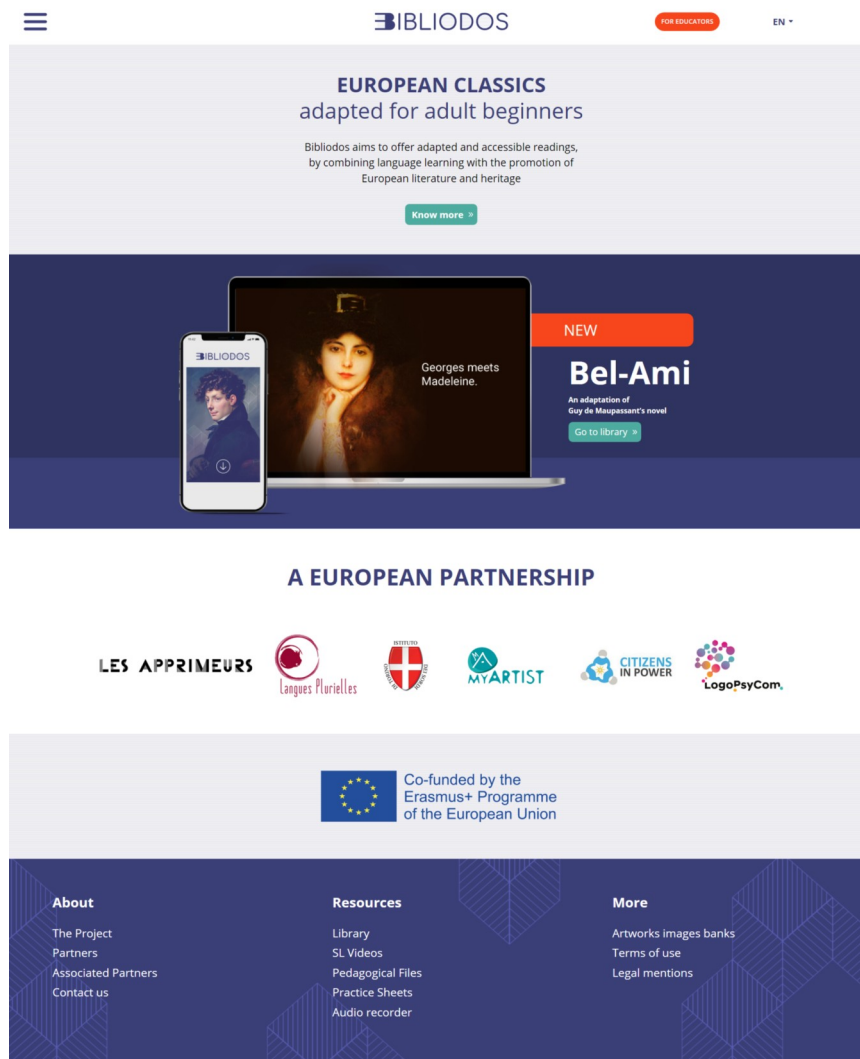 BIBLIODOS
FOR EDUCATORS
EN
EUROPEAN CLASSICS
adapted for adult beginners
Bibliodos aims to offer adapted and accessible readings,
by combining language learning with the promotion of
European literature and heritage
Know more »
BIBLIODOS
Georges meets
Madeleine.
NEW
Bel-Ami
An adaptation of
Guy de Maupassant's novel
Go to library »
A EUROPEAN PARTNERSHIP
LES APPRIMEURS
Langues Plurielles
ISTITUTO
DEI SORDI DI TORINO
MYARTIST
CITIZENS
IN POWER
LogoPsyCom
Co-funded by the
Erasmus+ Programme
of the European Union
About
The Project
Partners
Associated Partners
Contact us
Resources
Library
SL Videos
Pedagogical Files
Practice Sheets
Audio recorder
More
Artworks images banks
Terms of use
Legal mentions